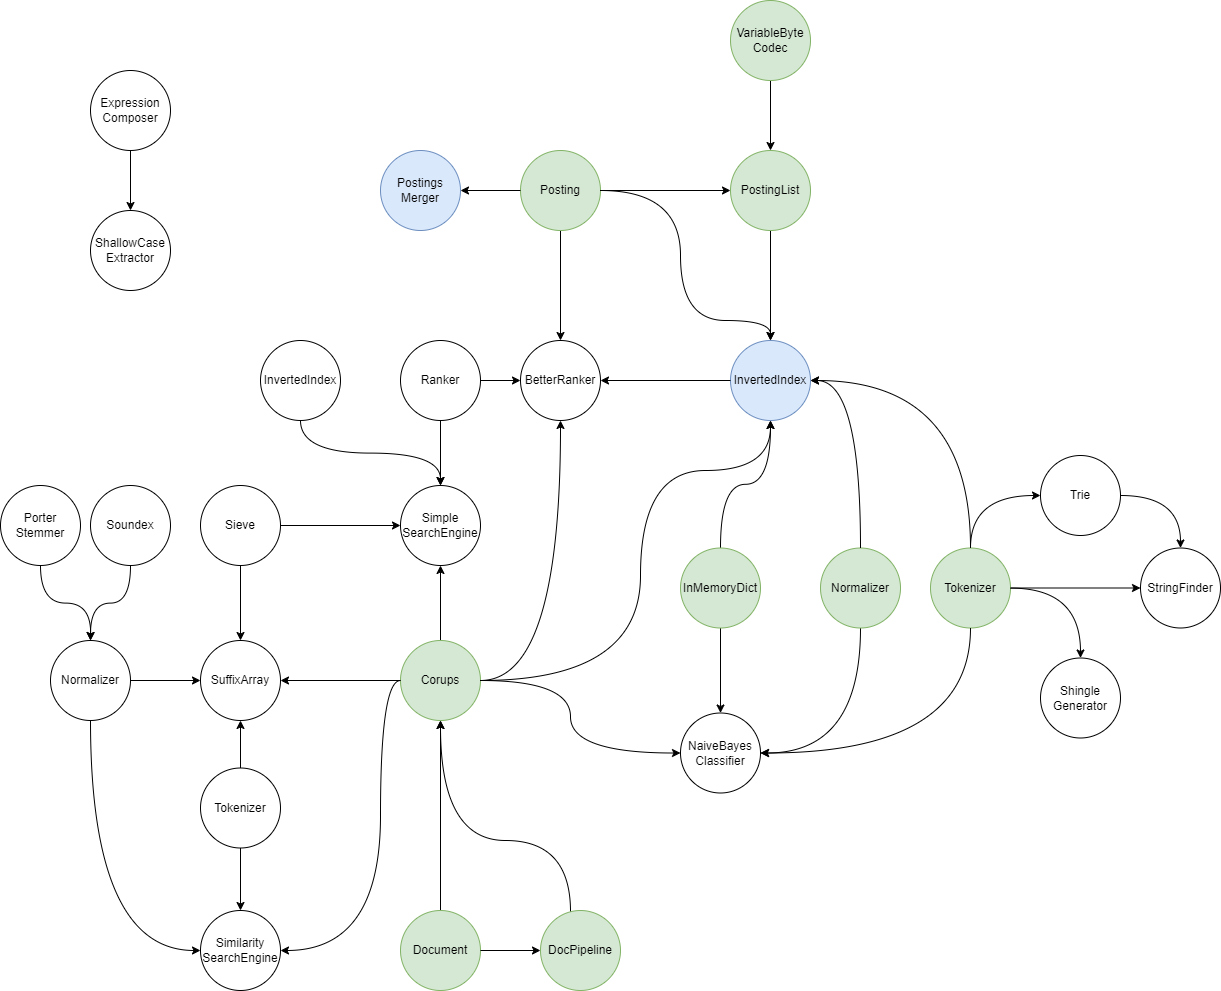 VariableByte
Codec
Expression
Composer
Postings
Merger
Posting
PostingList
ShallowCase
Extractor
InvertedIndex
Ranker
BetterRanker
InvertedIndex
Porter
Stemmer
Soundex
Sieve
Simple
SearchEngine
Trie
InMemoryDict
Normalizer
Tokenizer
StringFinder
Normalizer
SuffixArray
Corups
Shingle
Generator
NaiveBayes
Classifier
Tokenizer
Similarity
SearchEngine
Document
DocPipeline